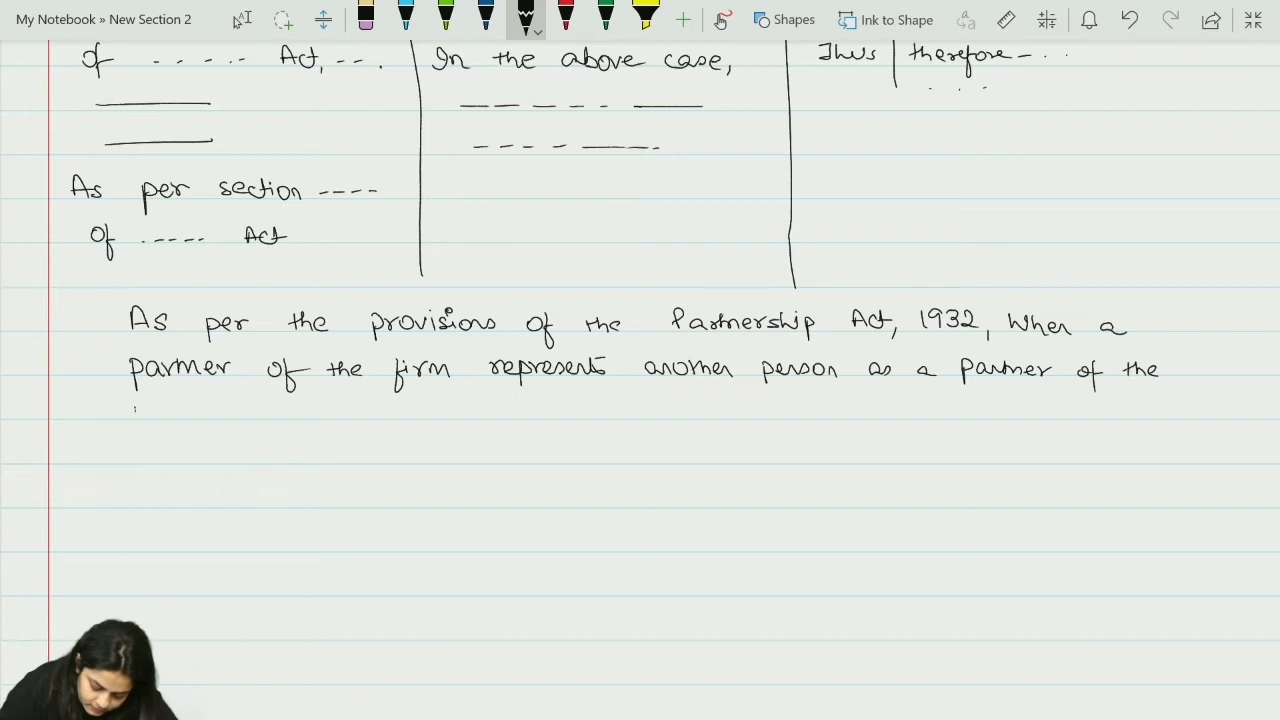 My Notebook » New Section 2
Shapes
Ink to Shape
of ------ Act, -- .
In the above case,
Thus | therefore - . .
As per section ----
of ------ Act
As per the provisions of the Partnership Act, 1932, When a
partner of the firm represents another person as a Partner of the